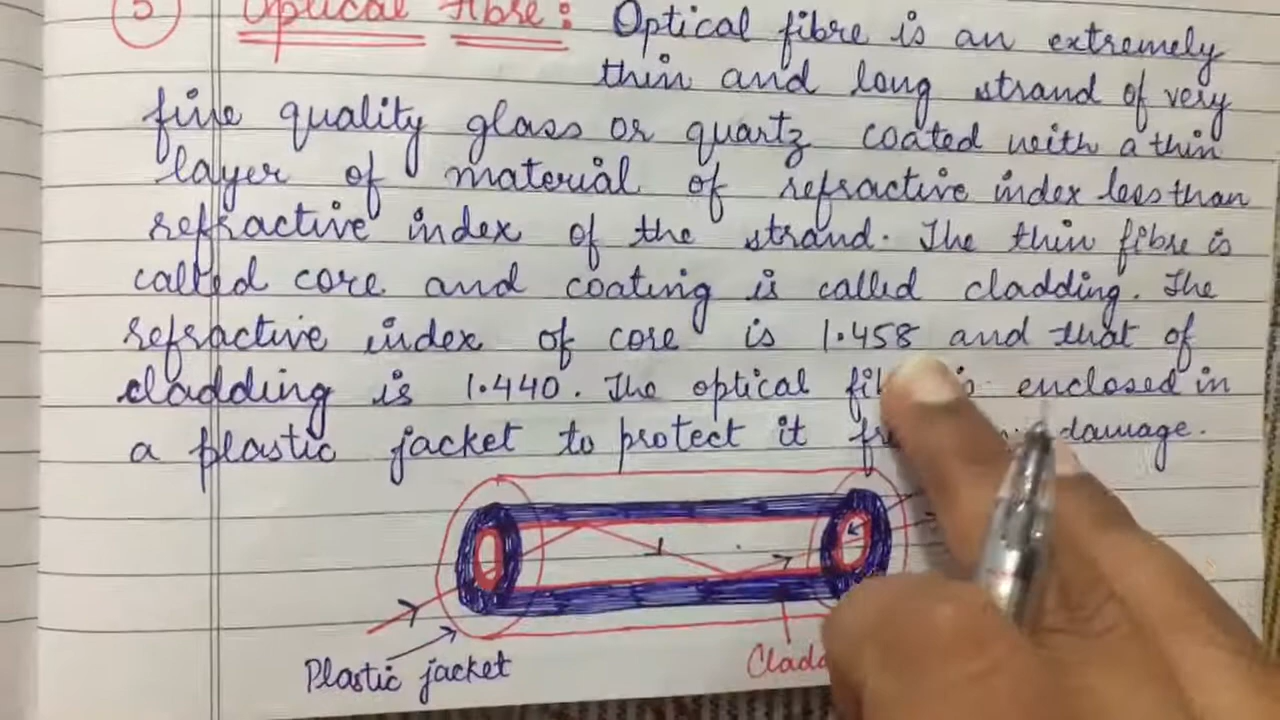 5 Optical Fibre: Optical fibre is an extremely
thin and long strand of very
fine quality glass or quartz coated with a thin
layer of material of refractive index less than
refractive index of the strand. The thin fibre is
called core and coating is called cladding. The
refractive index of core is 1.458 and that of
cladding is 1.440. The optical is enclosed in
a plastic jacket to protect it damage.
Plastic jacket